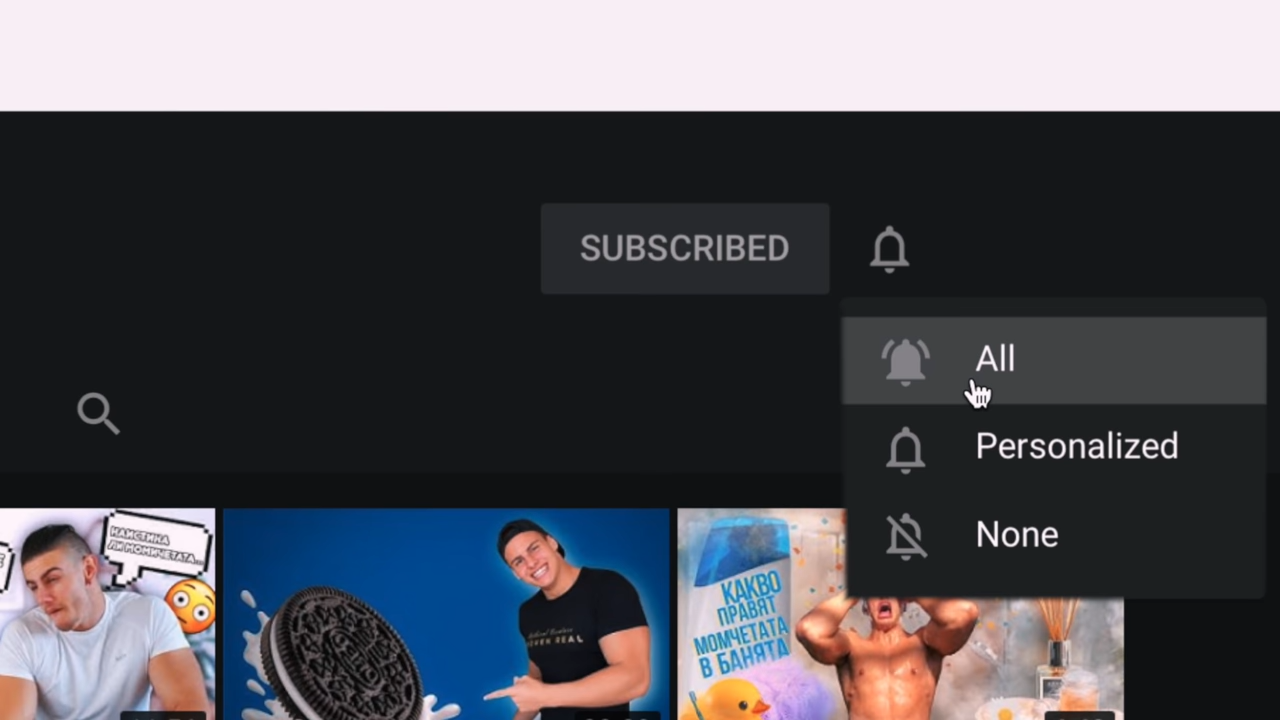 SUBSCRIBED
All
Personalized
None
НАИСТИНА
ЛИ МОМИЧЕТАТА...
КАКВО
ПРАВЯТ
МОМЧЕТАТА
В БАНЯТА